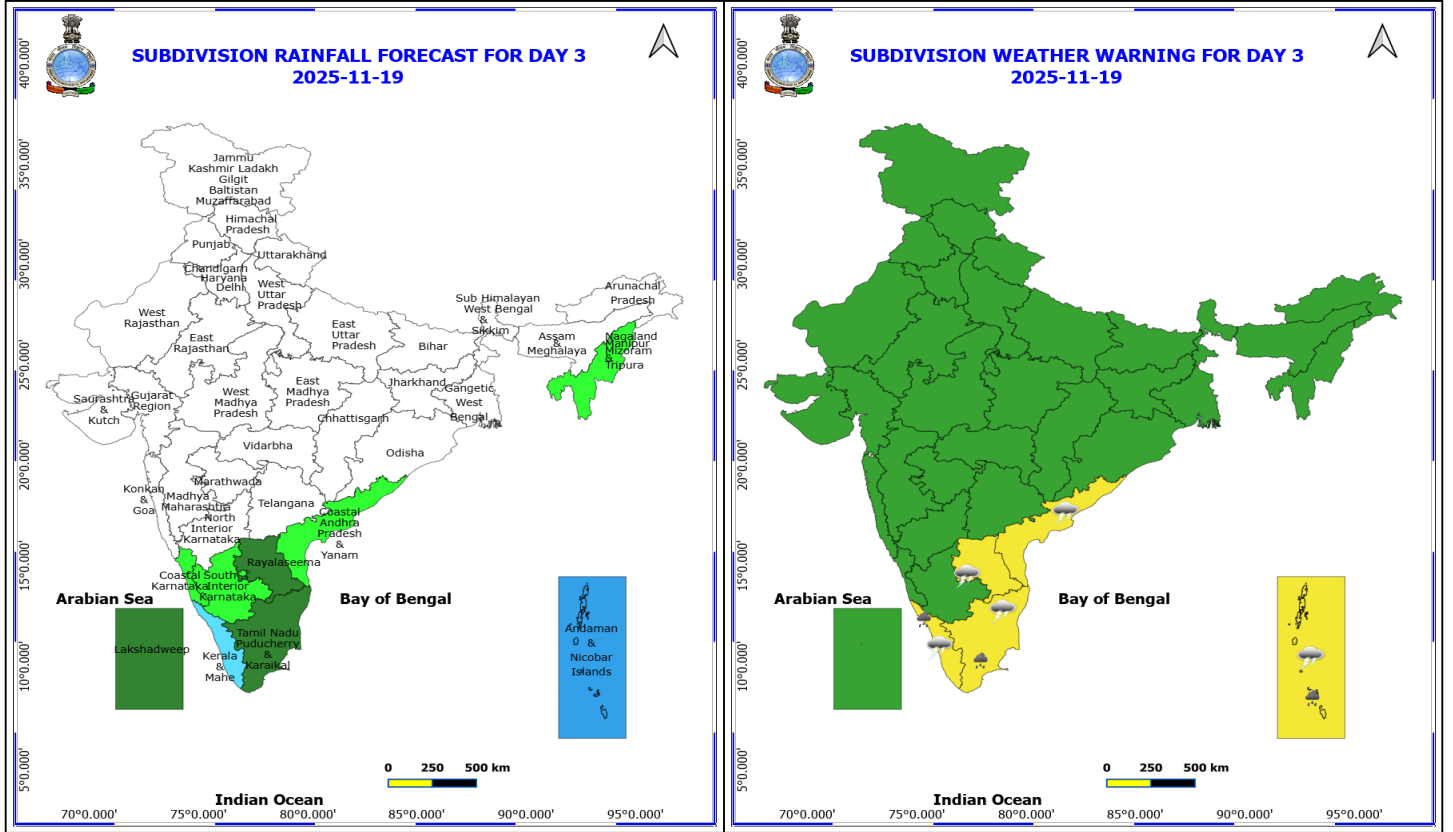 SUBDIVISION RAINFALL FORECAST FOR DAY 3
2025-11-19
40°0.000'
35°0.000'
30°0.000'
25°0.000'
20°0.000'
15°0.000'
10°0.000'
5°0.000'
Jammu
Kashmir Ladakh
Gilgit
Baltistan
Muzaffarabad
Himachal
Pradesh
Punjab
Uttarakhand
Chandigarh
Haryana
Delhi
West
Uttar
Pradesh
Arunachal
Pradesh
Sub Himalayan
West Bengal
&
Sikkim
West
Rajasthan
East
Rajasthan
East
Uttar
Pradesh
Bihar
Assam
&
Meghalaya
Nagaland
Manipur
Mizoram
&
Tripura
Saurashtra
&
Kutch
Gujarat
Region
West
Madhya
Pradesh
East
Madhya
Pradesh
Jharkhand
Gangetic
West
Bengal
Chhattisgarh
Vidarbha
Odisha
Konkan
&
Goa
Madhya
Maharashtra
Marathwada
Telangana
North
Interior
Karnataka
Coastal
Andhra
Pradesh
&
Yanam
Rayalaseema
Coastal
Karnataka
South
Interior
Karnataka
Arabian Sea
Bay of Bengal
Lakshadweep
Kerala
&
Mahe
Tamil Nadu
Puducherry
&
Karaikal
Andaman
&
Nicobar
Islands
0 250 500 km
Indian Ocean
70°0.000' 75°0.000' 80°0.000' 85°0.000' 90°0.000' 95°0.000'
SUBDIVISION WEATHER WARNING FOR DAY 3
2025-11-19
40°0.000'
35°0.000'
30°0.000'
25°0.000'
20°0.000'
15°0.000'
10°0.000'
5°0.000'
Arabian Sea
Bay of Bengal
0 250 500 km
Indian Ocean
70°0.000' 75°0.000' 80°0.000' 85°0.000' 90°0.000' 95°0.000'